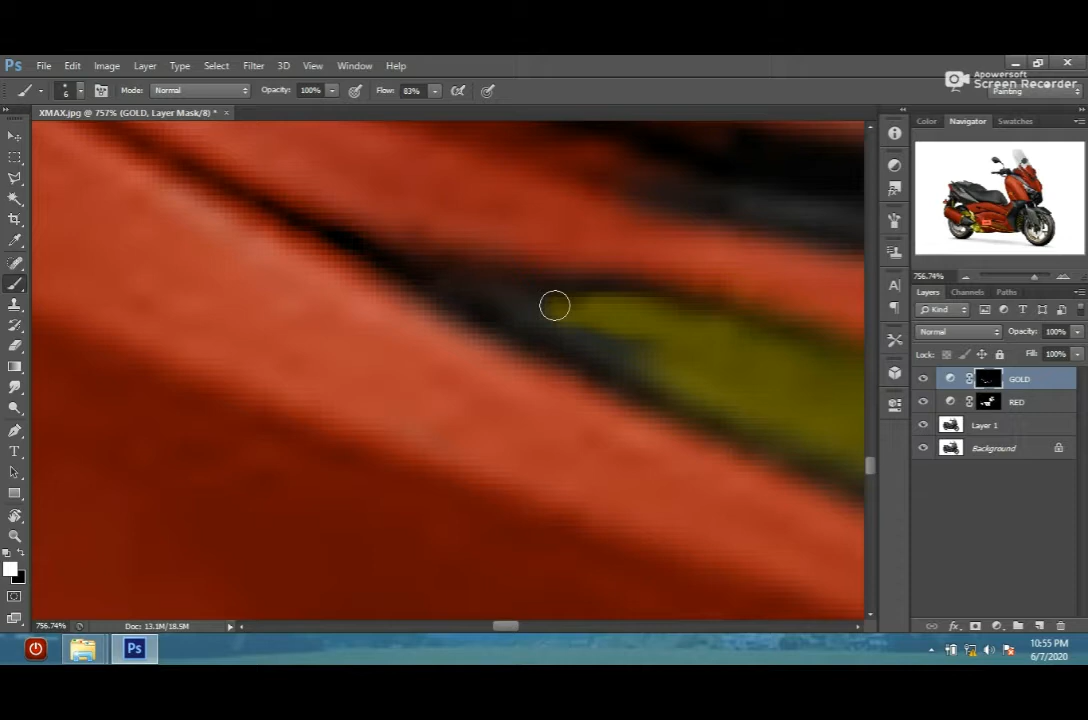 Ps File Edit Image Layer Type Select Filter 3D View Window Help
Apowersoft
Screen Recorder
6 Mode: Normal Opacity: 100% Flow: 83% Painting
XMAX.jpg @ 757% (GOLD, Layer Mask/8) * ×
Color Navigator Swatches
756.74%
Layers Channels Paths
Kind
Normal Opacity: 100%
Lock: Fill: 100%
GOLD
RED
Layer 1
Background
756.74% Doc: 13.1M/18.5M
Ps
10:55 PM
6/7/2020